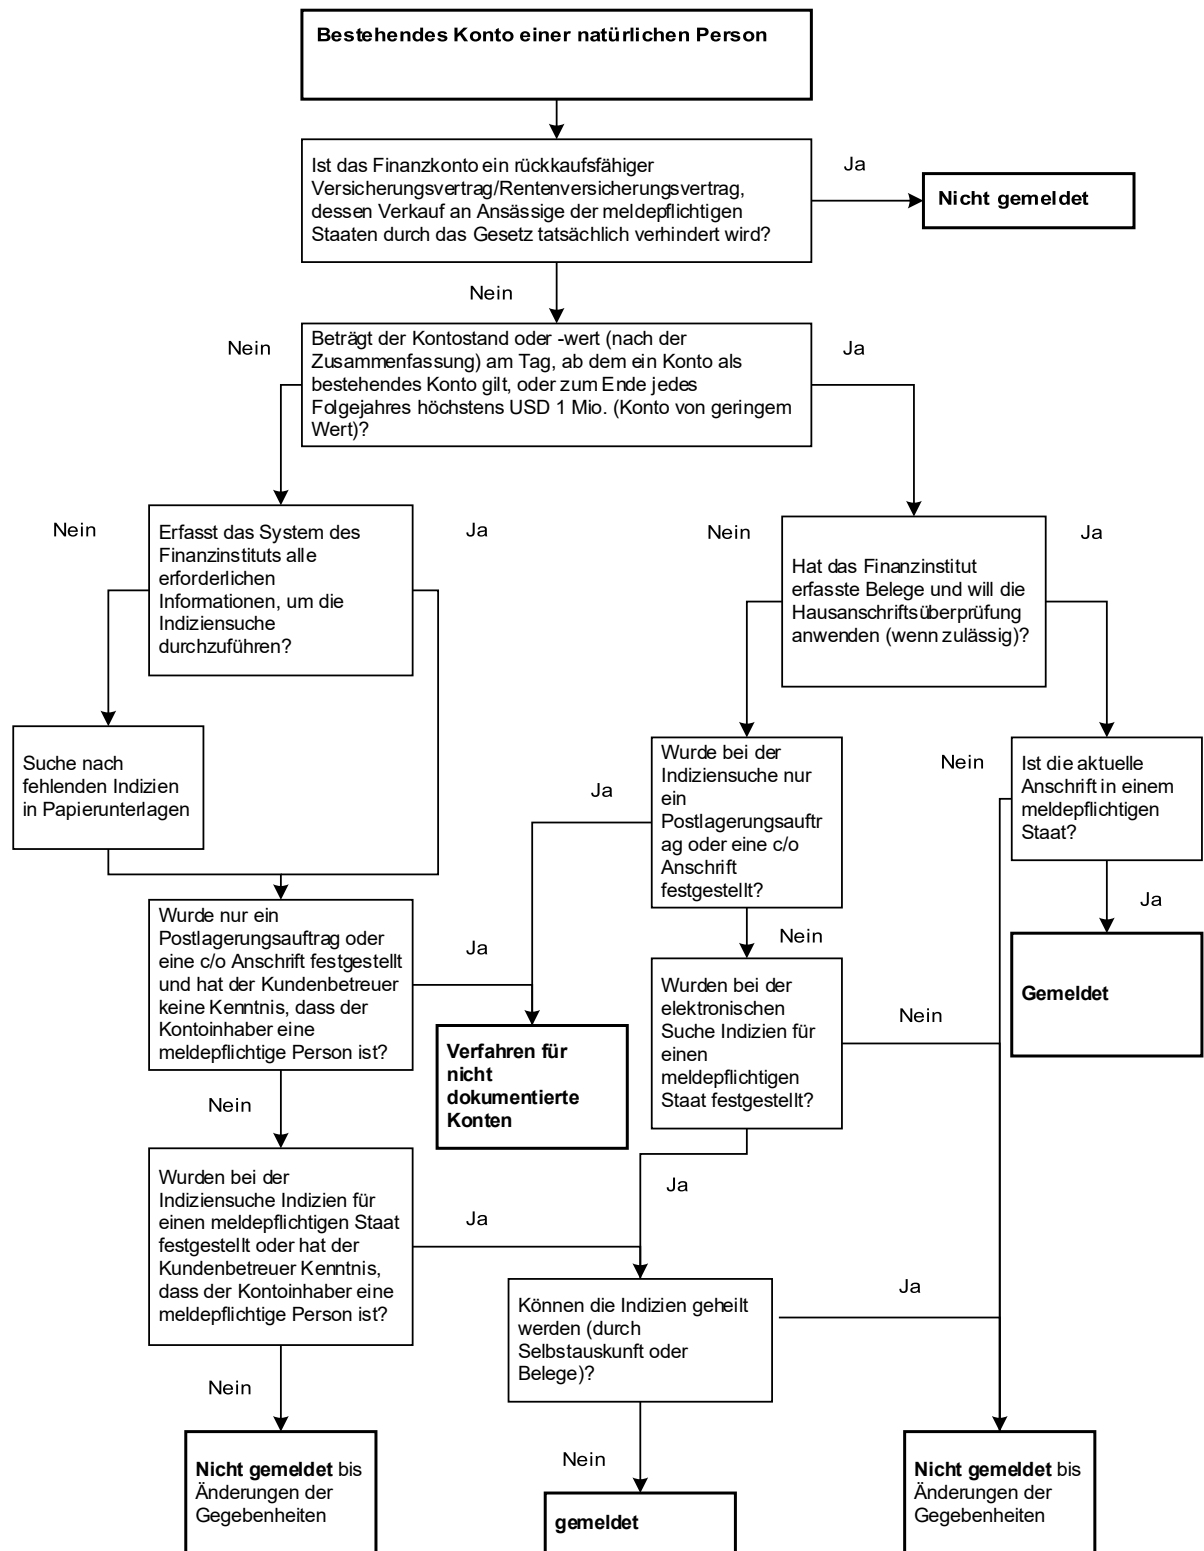 Bestehendes Konto einer natürlichen Person
Ist das Finanzkonto ein rückkaufsfähiger
Versicherungsvertrag/Rentenversicherungsvertrag,
dessen Verkauf an Ansässige der meldepflichtigen
Staaten durch das Gesetz tatsächlich verhindert wird?
Ja
Nicht gemeldet
Nein
Nein
Beträgt der Kontostand oder -wert (nach der
Zusammenfassung) am Tag, ab dem ein Konto als
bestehendes Konto gilt, oder zum Ende jedes
Folgejahres höchstens USD 1 Mio. (Konto von geringem
Wert)?
Ja
Nein
Erfasst das System des
Finanzinstituts alle
erforderlichen
Informationen, um die
Indiziensuche
durchzuführen?
Ja
Nein
Hat das Finanzinstitut
erfasste Belege und will die
Hausanschriftsüberprüfung
anwenden (wenn zulässig)?
Ja
Suche nach
fehlenden Indizien
in Papierunterlagen
Ja
Wurde bei der
Indiziensuche nur
ein
Postlagerungsauftr
ag oder eine c/o
Anschrift
festgestellt?
Nein
Ist die aktuelle
Anschrift in einem
meldepflichtigen
Staat?
Ja
Wurde nur ein
Postlagerungsauftrag oder
eine c/o Anschrift festgestellt
und hat der Kundenbetreuer
keine Kenntnis, dass der
Kontoinhaber eine
meldepflichtige Person ist?
Ja
Nein
Gemeldet
Wurden bei der
elektronischen
Suche Indizien für
einen
meldepflichtigen
Staat festgestellt?
Nein
Verfahren für
nicht
dokumentierte
Konten
Nein
Wurden bei der
Indiziensuche Indizien für
einen meldepflichtigen Staat
festgestellt oder hat der
Kundenbetreuer Kenntnis,
dass der Kontoinhaber eine
meldepflichtige Person ist?
Ja
Ja
Können die Indizien geheilt
werden (durch
Selbstauskunft oder
Belege)?
Ja
Nein
Nein
Nicht gemeldet bis
Änderungen der
Gegebenheiten
gemeldet
Nicht gemeldet bis
Änderungen der
Gegebenheiten